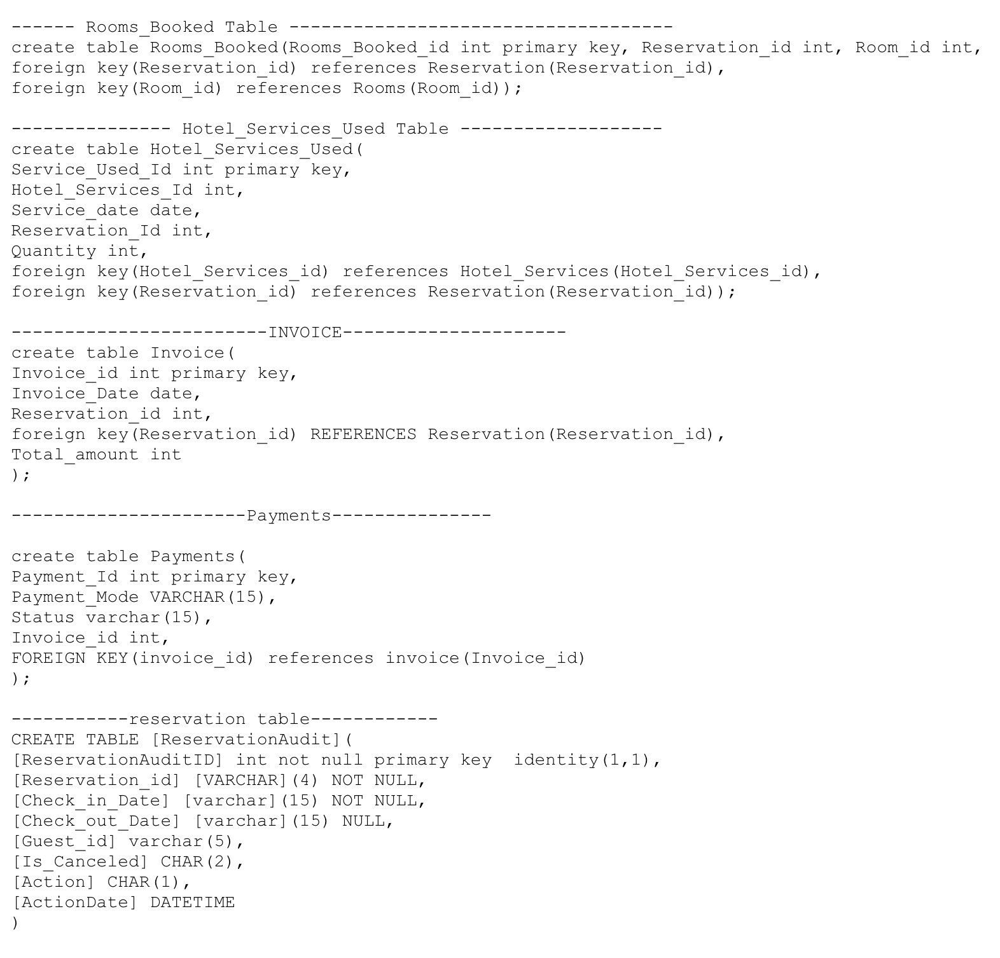 ------ Rooms_Booked Table ------------------------------------
create table Rooms_Booked(Rooms_Booked_id int primary key, Reservation_id int, Room_id int,
foreign key(Reservation_id) references Reservation(Reservation_id),
foreign key(Room_id) references Rooms(Room_id));
--------------- Hotel_Services_Used Table -------------------
create table Hotel_Services_Used(
Service_Used_Id int primary key,
Hotel_Services_Id int,
Service_date date,
Reservation_Id int,
Quantity int,
foreign key(Hotel_Services_id) references Hotel_Services(Hotel_Services_id),
foreign key(Reservation_id) references Reservation(Reservation_id));
------------------------INVOICE---------------------
create table Invoice(
Invoice_id int primary key,
Invoice_Date date,
Reservation_id int,
foreign key(Reservation_id) REFERENCES Reservation(Reservation_id),
Total_amount int
);
----------------------Payments---------------
create table Payments(
Payment_Id int primary key,
Payment_Mode VARCHAR(15),
Status varchar(15),
Invoice_id int,
FOREIGN KEY(invoice_id) references invoice(Invoice_id)
);
-----------reservation table------------
CREATE TABLE [ReservationAudit](
[ReservationAuditID] int not null primary key  identity(1,1),
[Reservation_id] [VARCHAR](4) NOT NULL,
[Check_in_Date] [varchar](15) NOT NULL,
[Check_out_Date] [varchar](15) NULL,
[Guest_id] varchar(5),
[Is_Canceled] CHAR(2),
[Action] CHAR(1),
[ActionDate] DATETIME
)